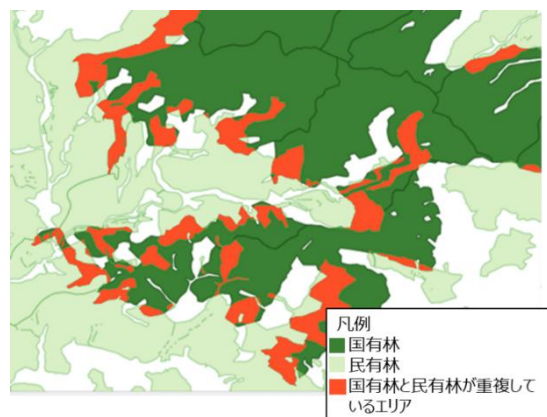 凡例
国有林
民有林
国有林と民有林が重複して
いるエリア